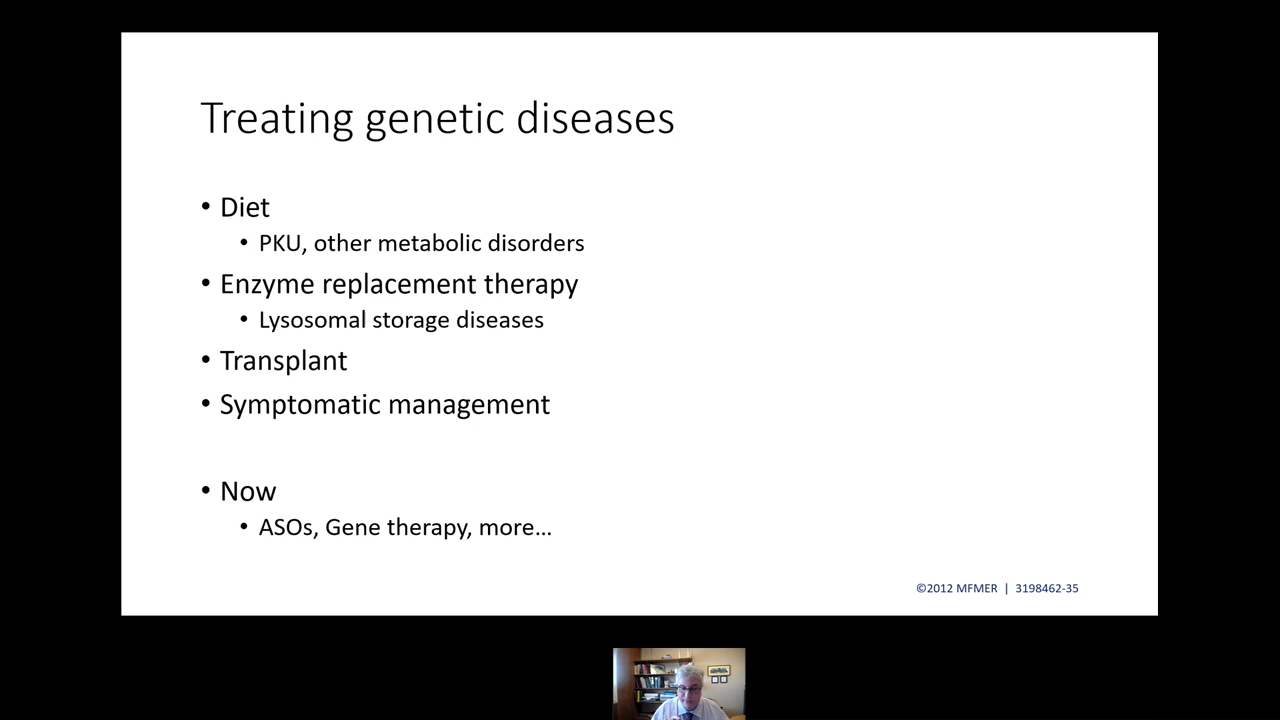 Treating genetic diseases
• Diet
• PKU, other metabolic disorders
• Enzyme replacement therapy
• Lysosomal storage diseases
• Transplant
• Symptomatic management
• Now
• ASOs, Gene therapy, more…
©2012 MFMER | 3198462-35